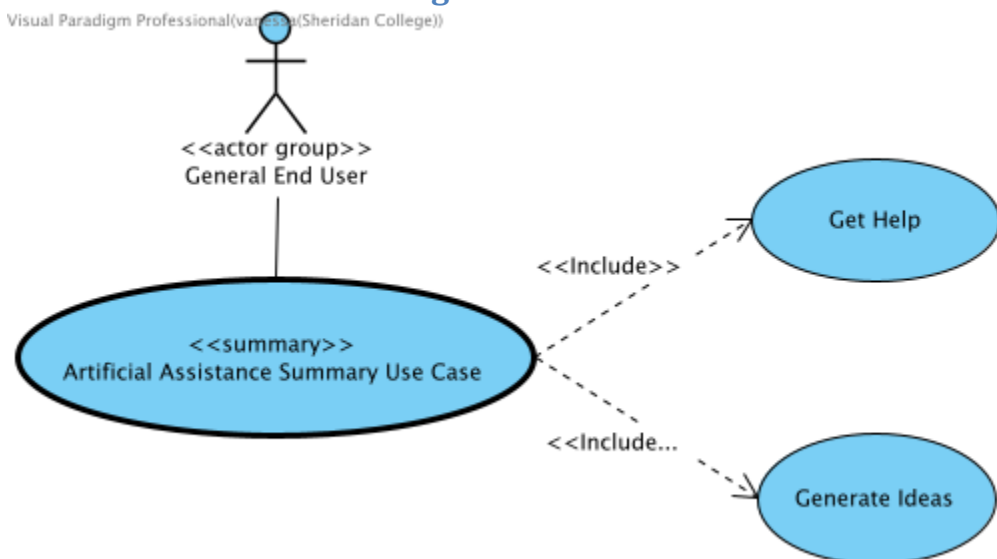 Visual Paradigm Professional(vanessa(Sheridan College))
<<actor group>>
General End User
Get Help
<<Include>>
<<summary>>
Artificial Assistance Summary Use Case
<<Include...
Generate Ideas